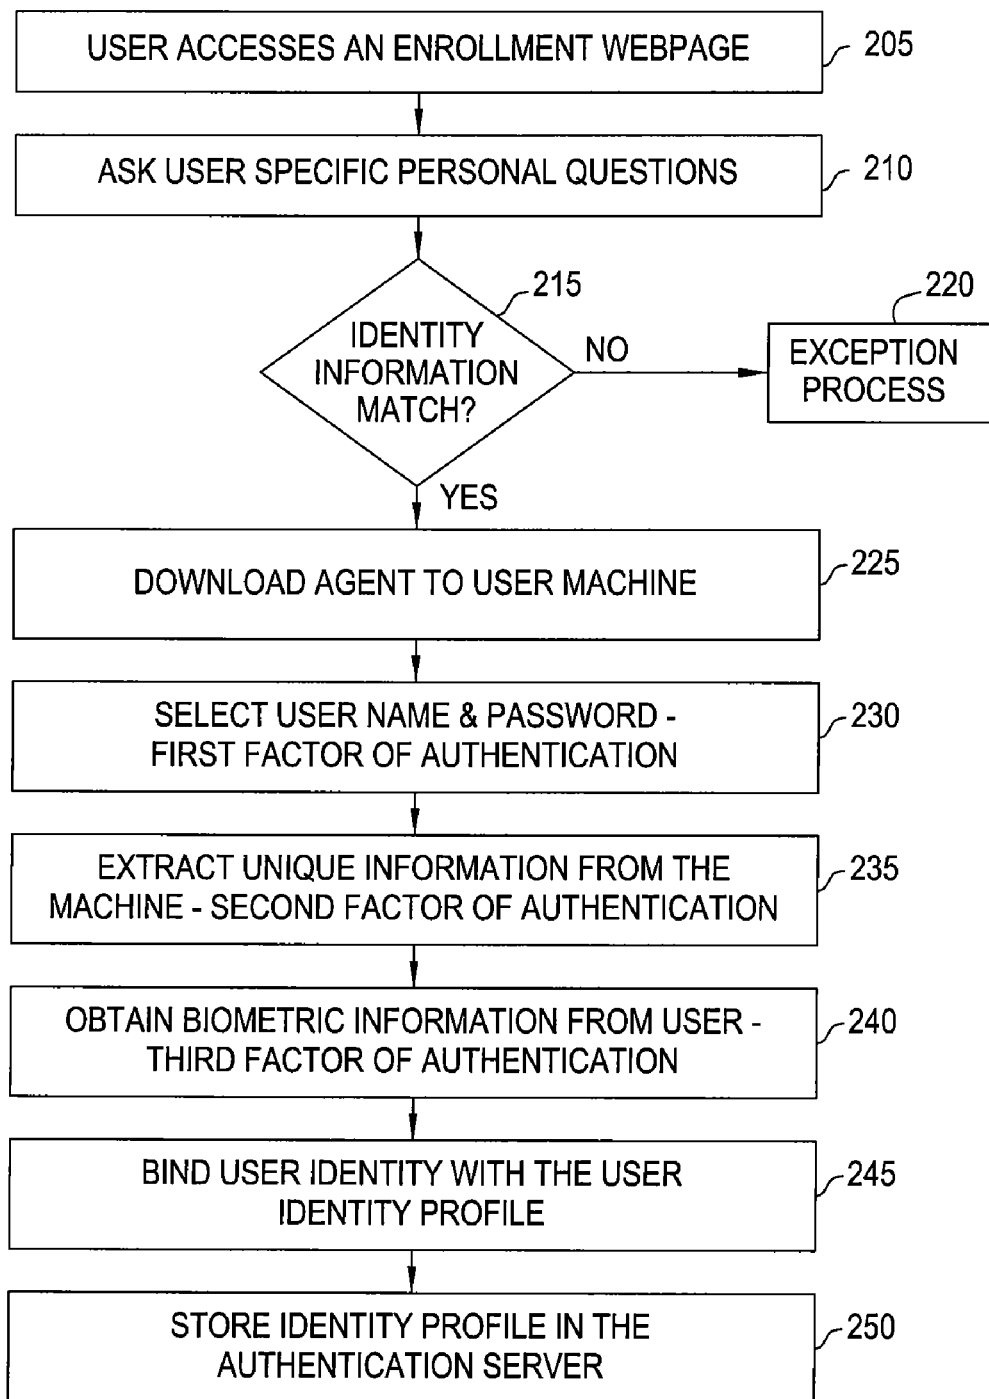 USER ACCESSES AN ENROLLMENT WEBPAGE
205
ASK USER SPECIFIC PERSONAL QUESTIONS
210
215
IDENTITY
INFORMATION
MATCH?
NO
220
EXCEPTION
PROCESS
YES
DOWNLOAD AGENT TO USER MACHINE
225
SELECT USER NAME & PASSWORD -
FIRST FACTOR OF AUTHENTICATION
230
EXTRACT UNIQUE INFORMATION FROM THE
MACHINE - SECOND FACTOR OF AUTHENTICATION
235
OBTAIN BIOMETRIC INFORMATION FROM USER -
THIRD FACTOR OF AUTHENTICATION
240
BIND USER IDENTITY WITH THE USER
IDENTITY PROFILE
245
STORE IDENTITY PROFILE IN THE
AUTHENTICATION SERVER
250